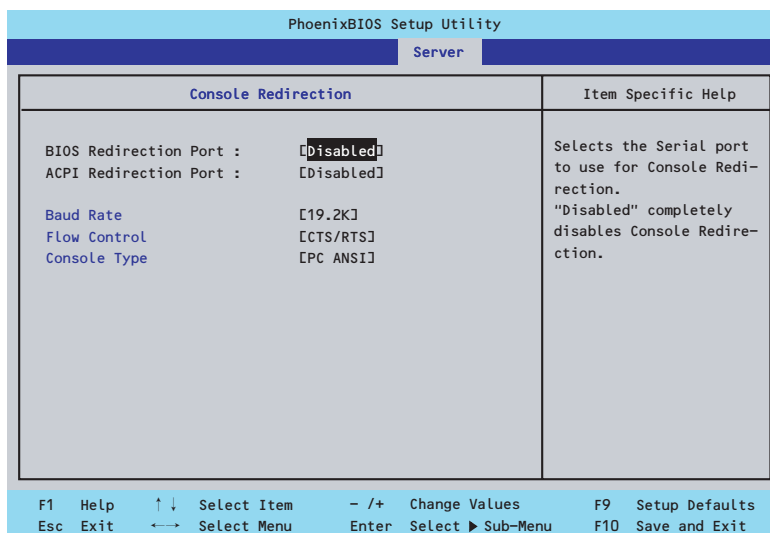 PhoenixBIOS Setup Utility
Server
Console Redirection
BIOS Redirection Port : [Disabled]
ACPI Redirection Port : [Disabled]
Baud Rate [19.2K]
Flow Control [CTS/RTS]
Console Type [PC ANSI]
Item Specific Help
Selects the Serial port
to use for Console Redi-
rection.
"Disabled" completely
disables Console Redire-
ction.
F1 Help ↑↓ Select Item - /+ Change Values F9 Setup Defaults
Esc Exit ←→ Select Menu Enter Select ▶ Sub-Menu F10 Save and Exit